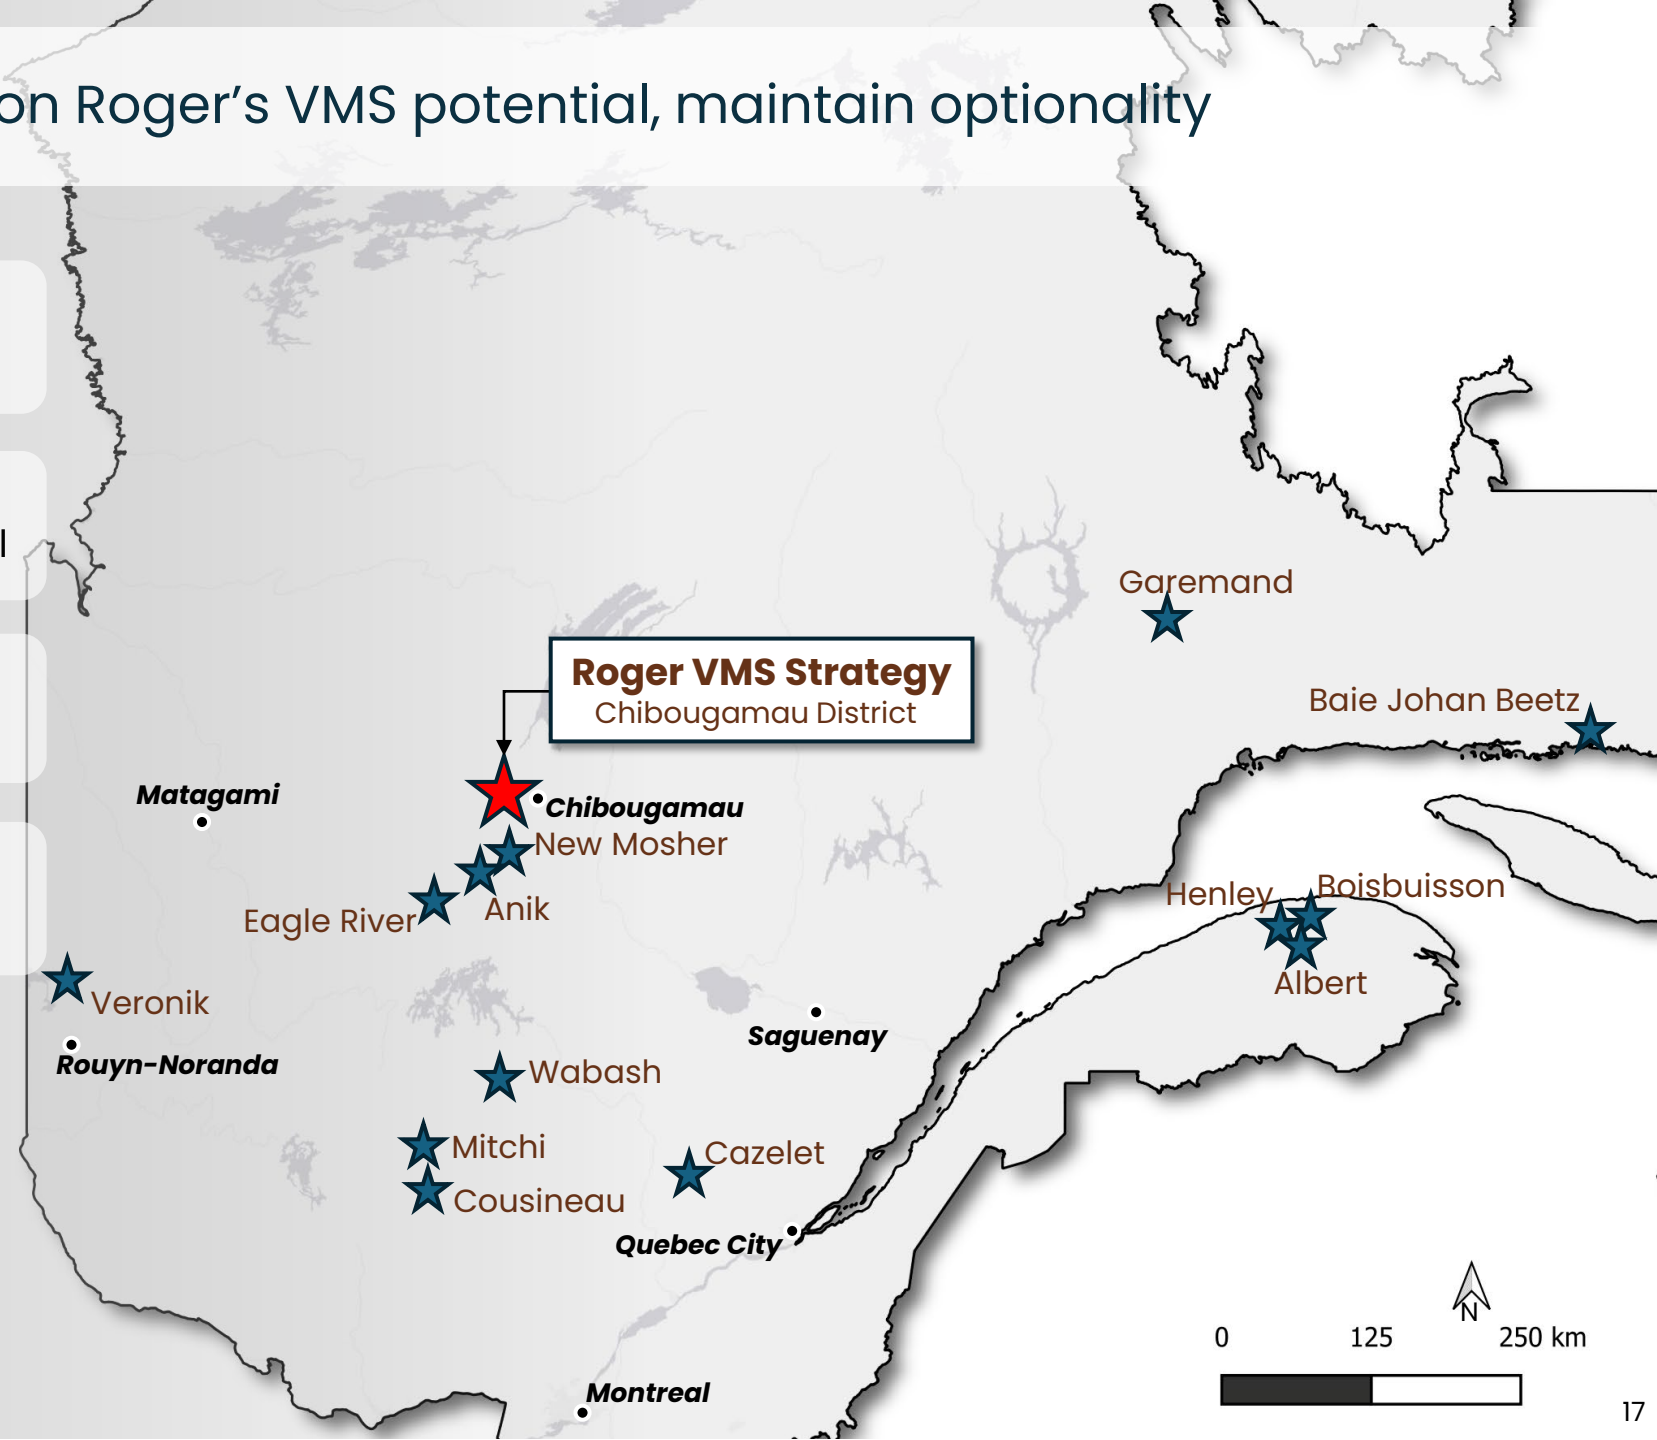 on Roger's VMS potential, maintain optionality
l
Garemand
Roger VMS Strategy
Chibougamau District
Baie Johan Beetz
Matagami
Chibougamau
New Mosher
Anik
Eagle River
Henley
Boisbuisson
Albert
Veronik
Rouyn-Noranda
Saguenay
Wabash
Mitchi
Cazelet
Cousineau
Quebec City
N
0 125 250 km
Montreal
17